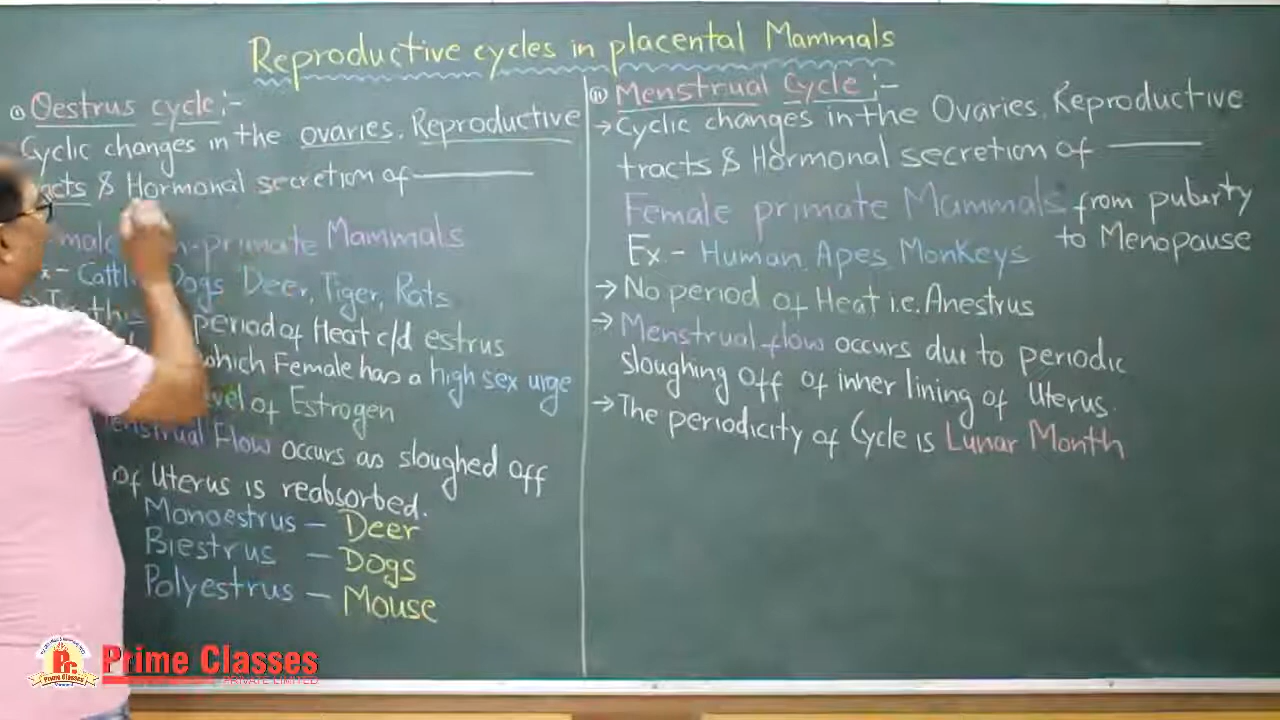 Reproductive cycles in placental Mammals
(i) Oestrus cycle :-
Cyclic changes in the ovaries, Reproductive
& Hormonal secretion of
primate Mammals
Dogs Deer, Tiger, Rats
period of Heat c/d estrus
which Female has a high sex urge
of Estrogen
Flow occurs as sloughed off
of Uterus is reabsorbed.
Monoestrus – Deer
Biestrus – Dogs
Polyestrus – Mouse
(ii) Menstrual Cycle :-
→ Cyclic changes in the Ovaries, Reproductive
tracts & Hormonal secretion of
Female primate Mammals from puberty
to Menopause
Ex.- Human, Apes, Monkeys
→ No period of Heat i.e. Anestrus
→ Menstrual flow occurs due to periodic
sloughing off of inner lining of Uterus.
→ The periodicity of Cycle is Lunar Month
Prime Classes
PRIVATE LIMITED